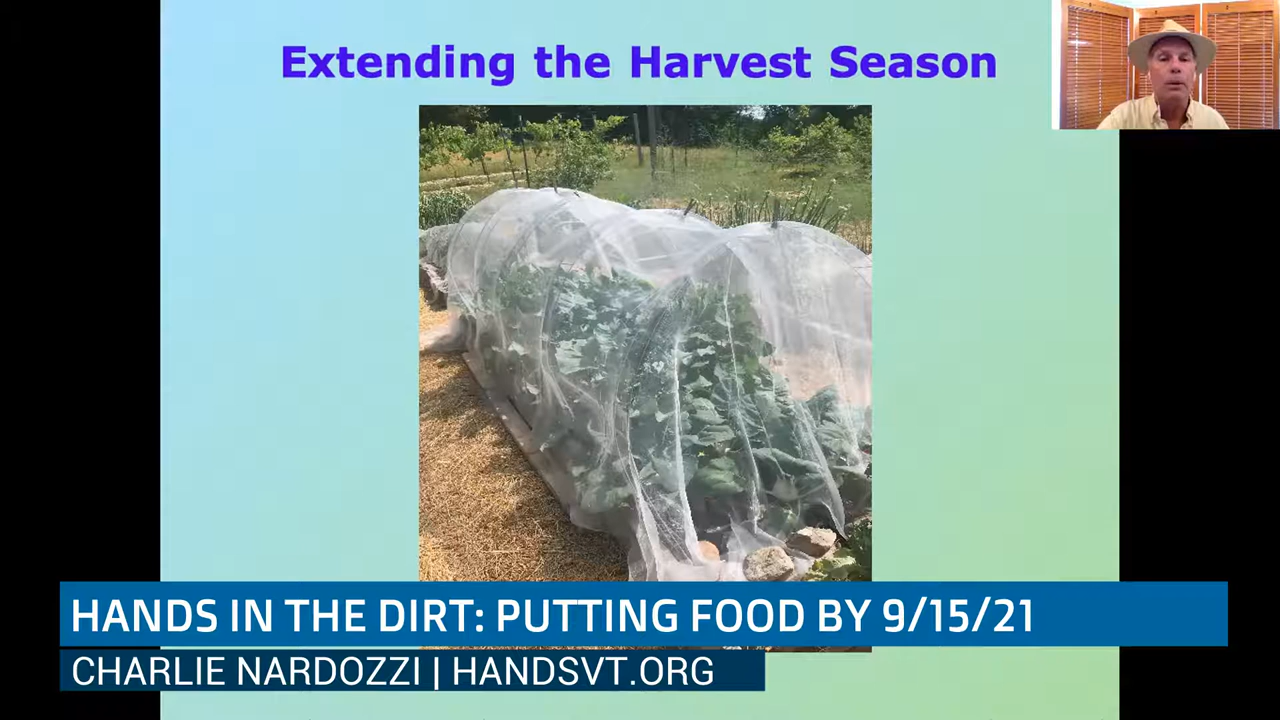 Extending the Harvest Season
HANDS IN THE DIRT: PUTTING FOOD BY 9/15/21
CHARLIE NARDOZZI | HANDSVT.ORG